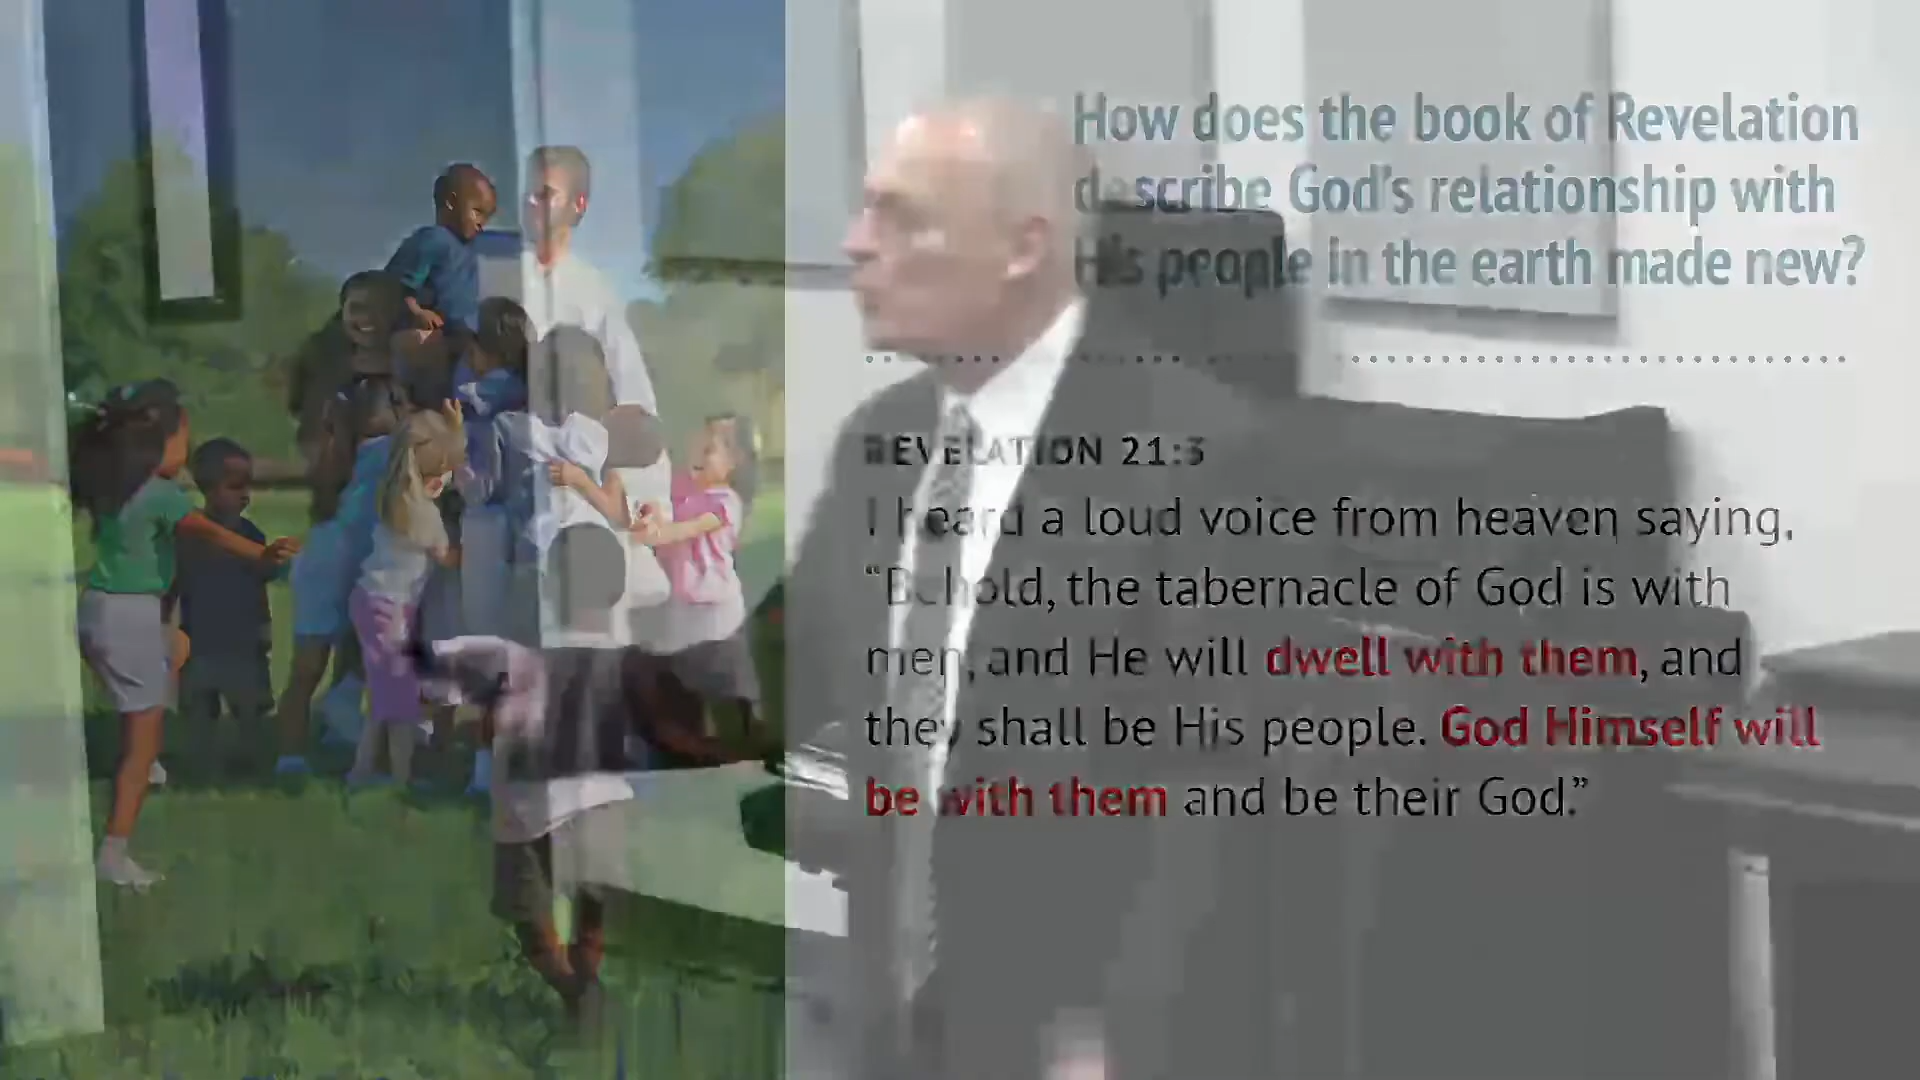 How does the book of Revelation
describe God's relationship with
His people in the earth made new?
REVELATION 21:3
I heard a loud voice from heaven saying,
“Behold, the tabernacle of God is with
men, and He will dwell with them, and
they shall be His people. God Himself will
be with them and be their God.”